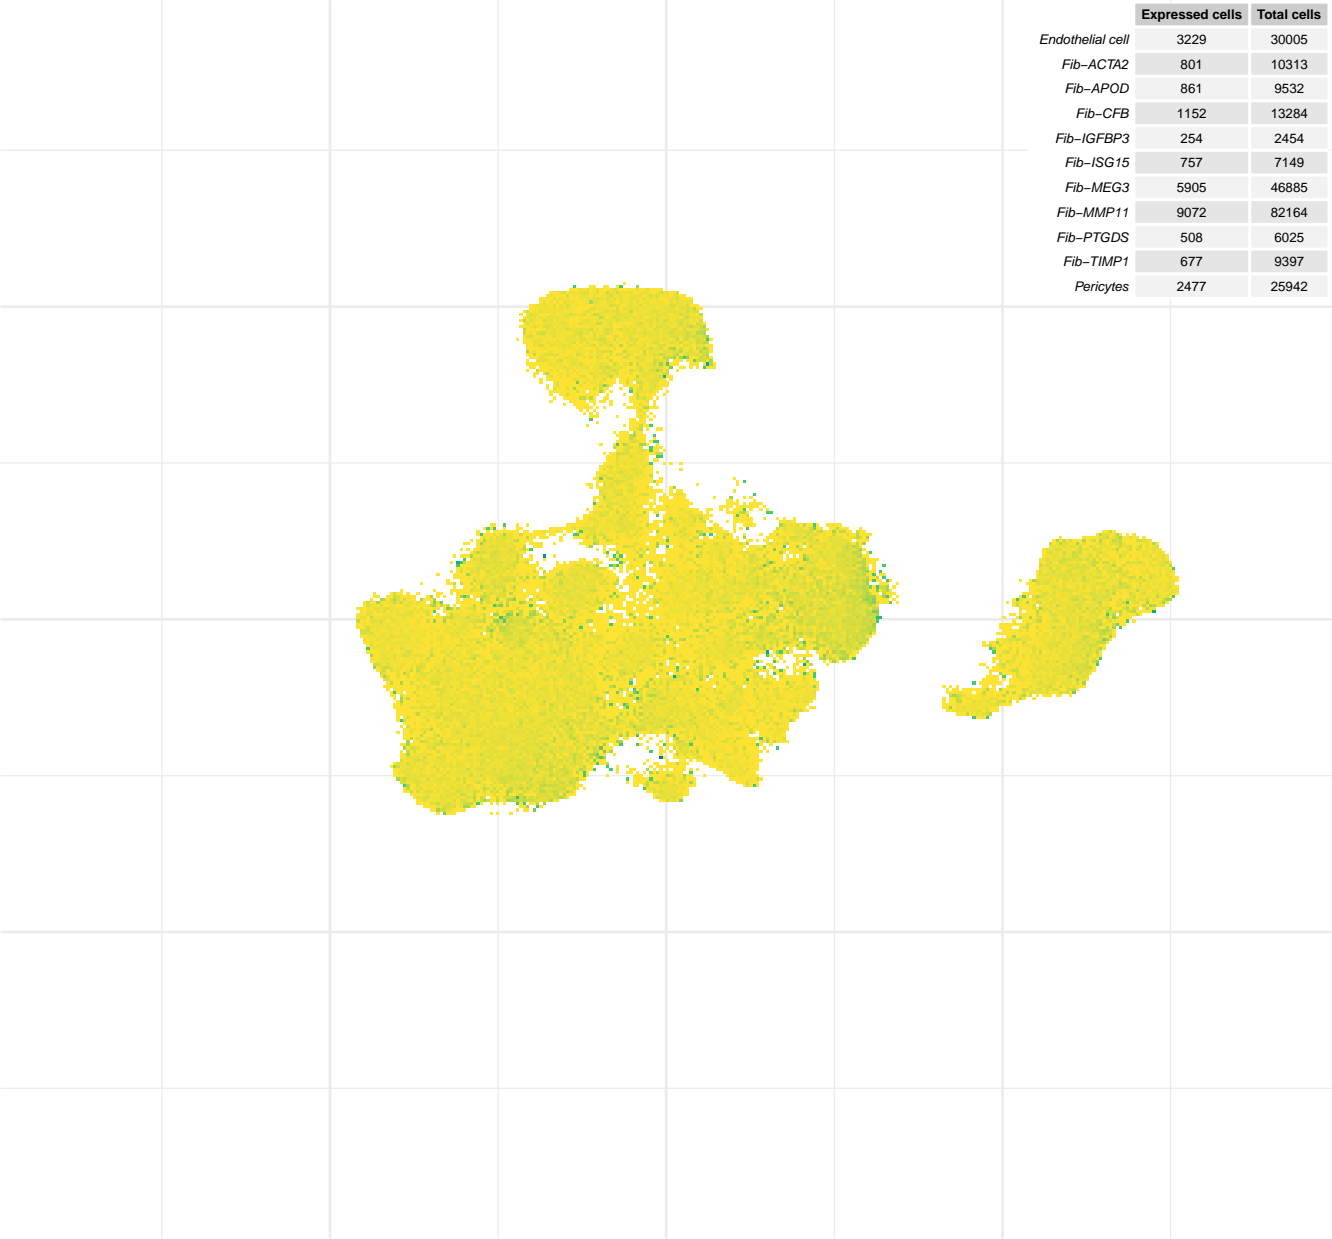 Expressed cells Total cells
Endothelial cell 3229 30005
Fib−ACTA2 801 10313
Fib−APOD 861 9532
Fib−CFB 1152 13284
Fib−IGFBP3 254 2454
Fib−ISG15 757 7149
Fib−MEG3 5905 46885
Fib−MMP11 9072 82164
Fib−PTGDS 508 6025
Fib−TIMP1 677 9397
Pericytes 2477 25942